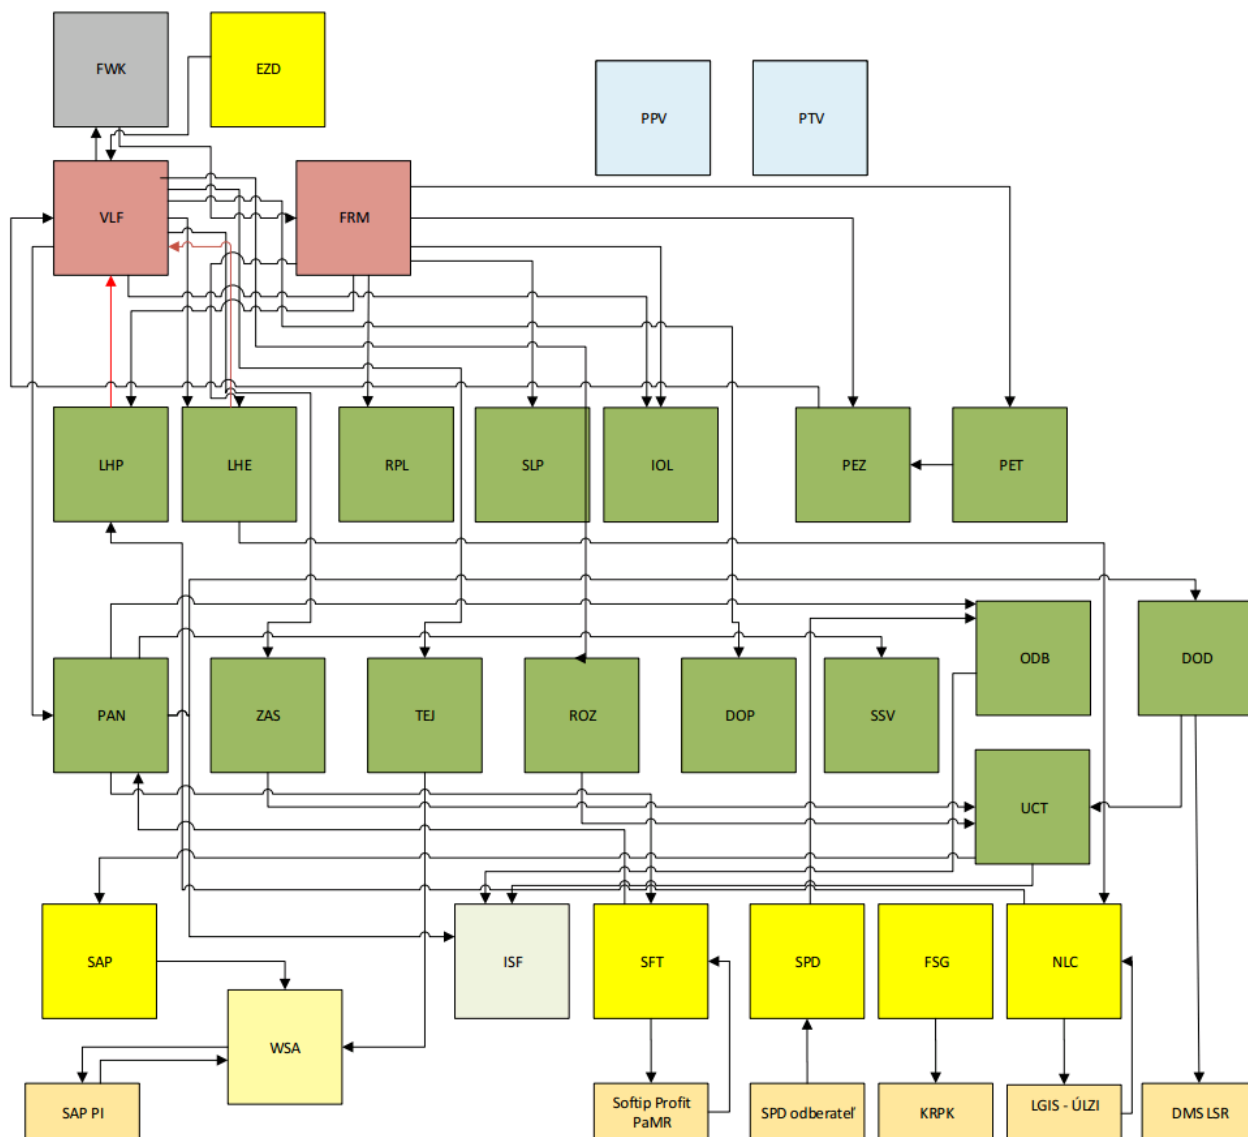 FWK
EZD
PPV
PTV
VLF
FRM
LHP
LHE
RPL
SLP
IOL
PEZ
PET
ODB
DOD
PAN
ZAS
TEJ
ROZ
DOP
SSV
UCT
SAP
ISF
SFT
SPD
FSG
NLC
WSA
SAP PI
Softip Profit
PaMR
SPD odberateľ
KRPK
LGIS - ÚLZI
DMS LSR